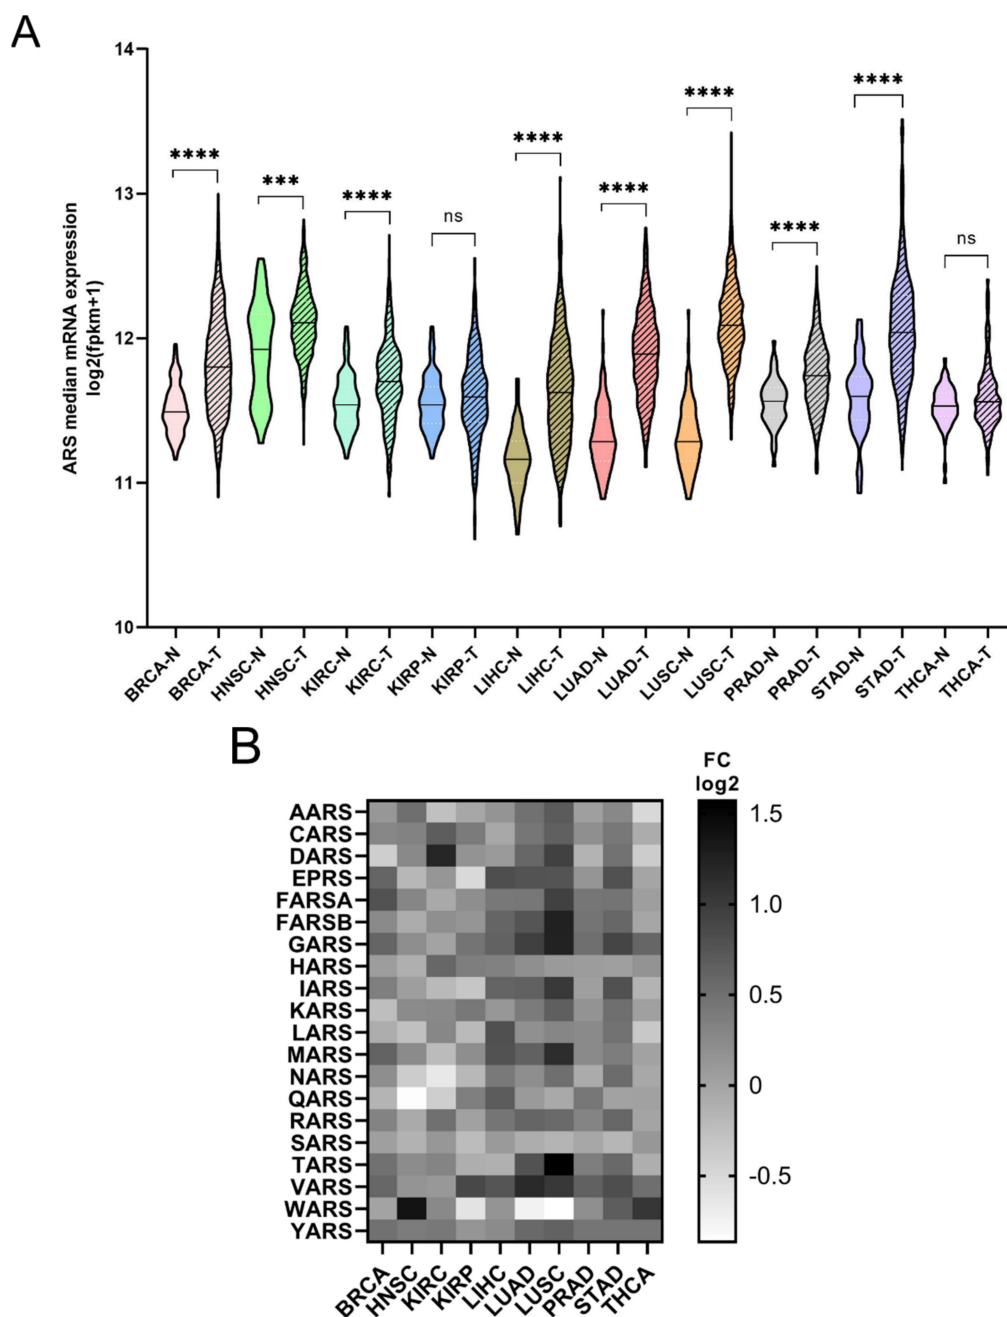 A
ARS median mRNA expression
log2(fpkm+1)
14
13
12
11
10
**** *** **** ns **** **** **** **** **** ns
BRCA-N BRCA-T HNSC-N HNSC-T KIRC-N KIRC-T KIRP-N KIRP-T LIHC-N LIHC-T LUAD-N LUAD-T LUSC-N LUSC-T PRAD-N PRAD-T STAD-N STAD-T THCA-N THCA-T
B
FC
log2
AARS
CARS
DARS
EPRS
FARSA
FARSB
GARS
HARS
IARS
KARS
LARS
MARS
NARS
QARS
RARS
SARS
TARS
VARS
WARS
YARS
BRCA HNSC KIRC KIRP LIHC LUAD LUSC PRAD STAD THCA
1.5
1.0
0.5
0
-0.5